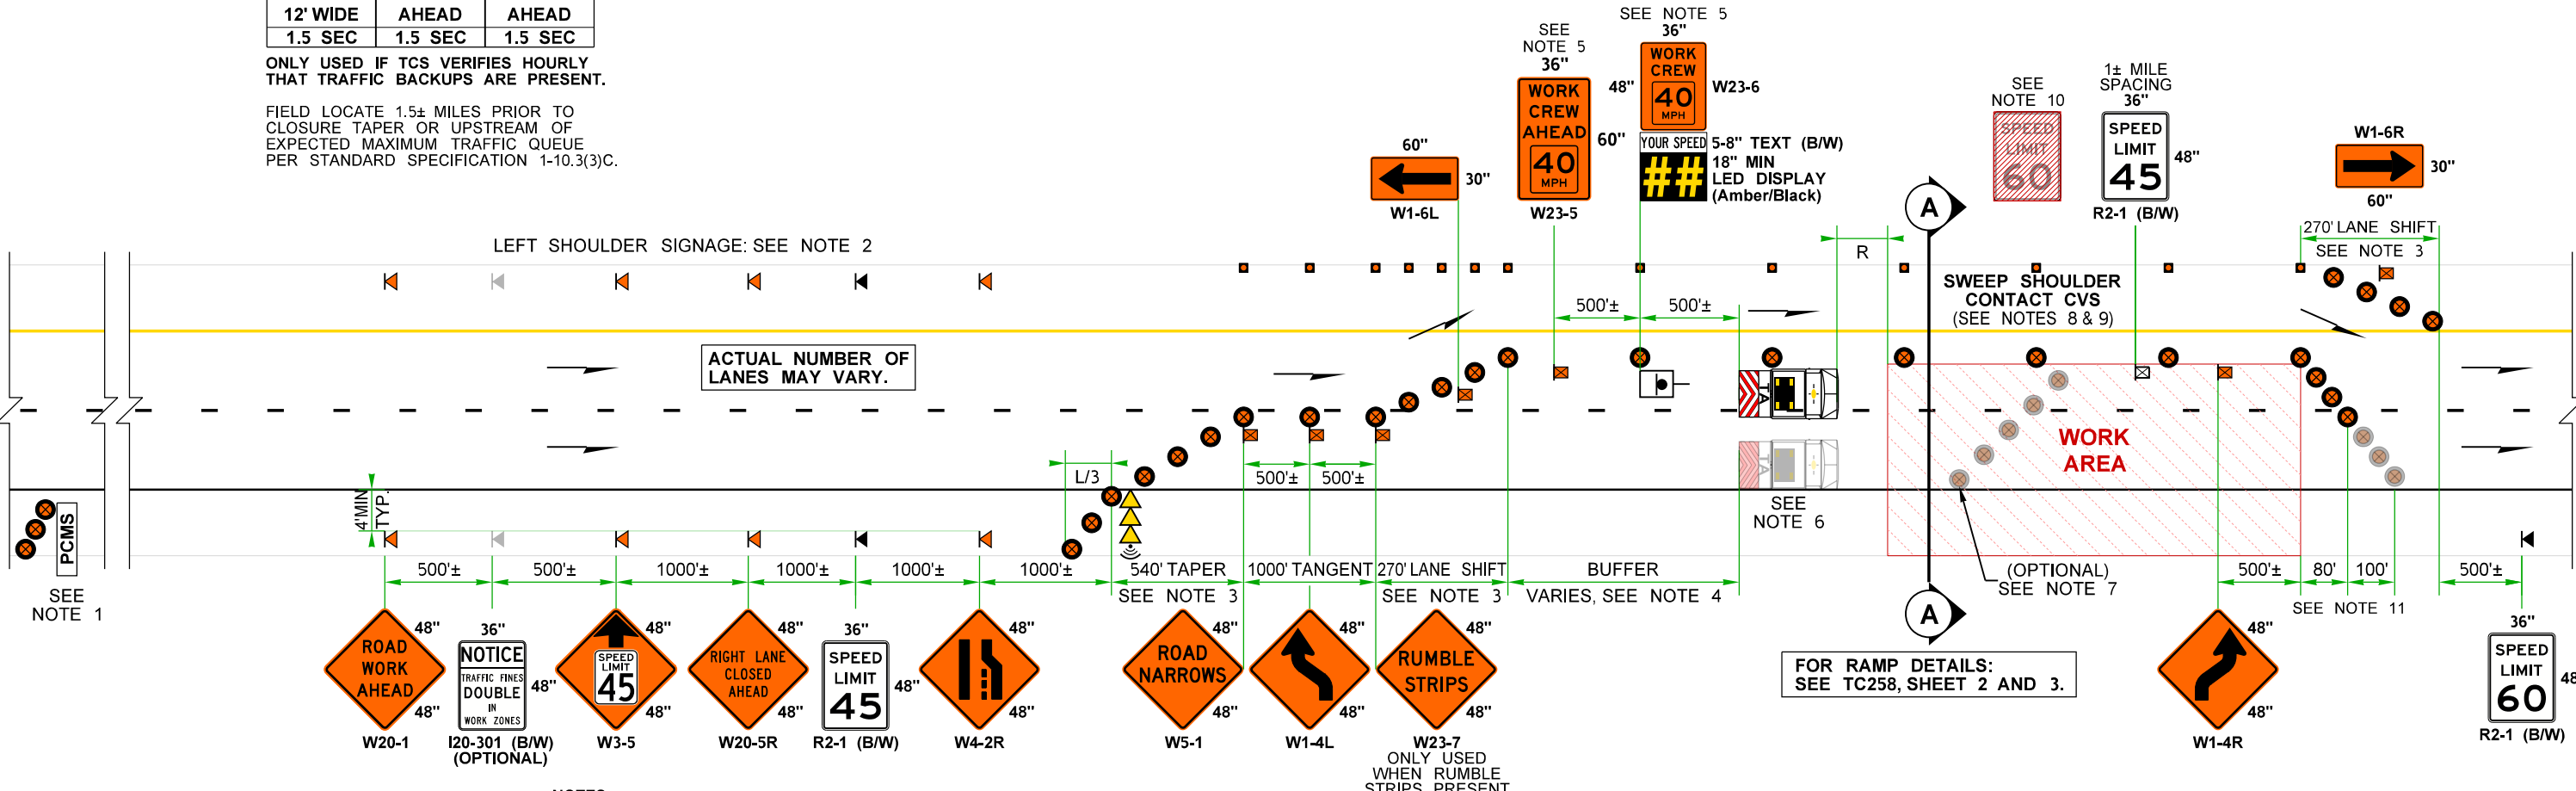 12' WIDE AHEAD AHEAD
1.5 SEC 1.5 SEC 1.5 SEC
ONLY USED IF TCS VERIFIES HOURLY
THAT TRAFFIC BACKUPS ARE PRESENT.
FIELD LOCATE 1.5± MILES PRIOR TO
CLOSURE TAPER OR UPSTREAM OF
EXPECTED MAXIMUM TRAFFIC QUEUE
PER STANDARD SPECIFICATION 1-10.3(3)C.
LEFT SHOULDER SIGNAGE: SEE NOTE 2
ACTUAL NUMBER OF
LANES MAY VARY.
60"
30"
W1-6L
SEE
NOTE 5
36"
WORK
CREW
AHEAD
40
MPH
60"
W23-5
SEE NOTE 5
36"
WORK
CREW
40
MPH
48"
W23-6
YOUR SPEED
##
5-8" TEXT (B/W)
18" MIN
LED DISPLAY
(Amber/Black)
500'± 500'±
R
A
SEE
NOTE 10
SPEED
LIMIT
60
1± MILE
SPACING
36"
SPEED
LIMIT
45
48"
R2-1 (B/W)
W1-6R
30"
60"
270' LANE SHIFT
SEE NOTE 3
SWEEP SHOULDER
CONTACT CVS
(SEE NOTES 8 & 9)
WORK
AREA
TA
TA
SEE
NOTE 6
PCMS
SEE
NOTE 1
4'MIN
TYP.
L/3
500'± 500'±
500'± 500'± 1000'± 1000'± 1000'± 1000'± 540' TAPER 1000' TANGENT 270' LANE SHIFT BUFFER
SEE NOTE 3 SEE NOTE 3 VARIES, SEE NOTE 4
(OPTIONAL)
SEE NOTE 7
500'± 80' 100' 500'±
SEE NOTE 11
A
FOR RAMP DETAILS:
SEE TC258, SHEET 2 AND 3.
ROAD
WORK
AHEAD
48"
48"
W20-1
36"
NOTICE
TRAFFIC FINES
DOUBLE
IN
WORK ZONES
48"
I20-301 (B/W)
(OPTIONAL)
SPEED
LIMIT
45
48"
48"
W3-5
RIGHT LANE
CLOSED
AHEAD
48"
48"
W20-5R
36"
SPEED
LIMIT
45
48"
R2-1 (B/W)
48"
48"
W4-2R
ROAD
NARROWS
48"
48"
W5-1
48"
48"
W1-4L
RUMBLE
STRIPS
48"
48"
W23-7
ONLY USED
WHEN RUMBLE
STRIPS PRESENT
48"
48"
W1-4R
36"
SPEED
LIMIT
60
R2-1 (B/W)